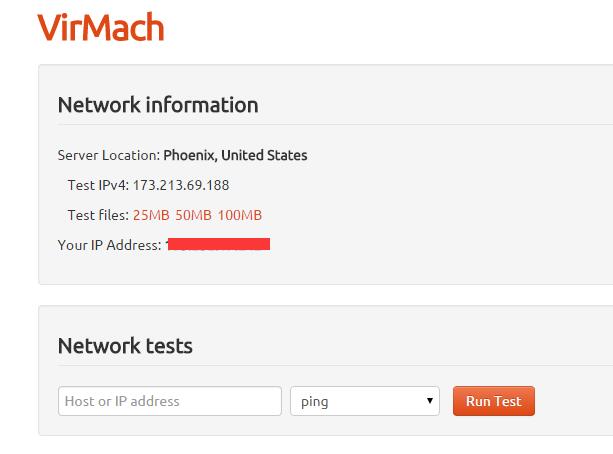 VirMach
Network information
Server Location: Phoenix, United States
Test IPv4: 173.213.69.188
Test files: 25MB 50MB 100MB
Your IP Address:
Network tests
Host or IP address ping Run Test